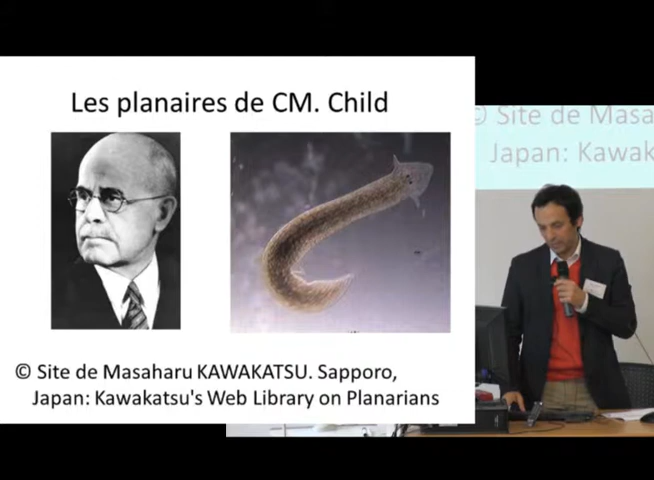 Les planaires de CM. Child
© Site de Masaharu KAWAKATSU. Sapporo,
Japan: Kawakatsu's Web Library on Planarians
© Site de Masa
Japan: Kawak